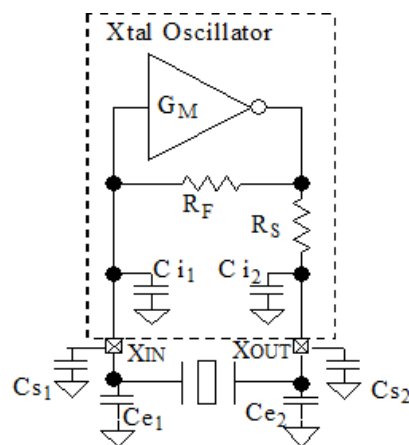 Xtal Oscillator
GM
RF
RS
Ci1 Ci2
XIN XOUT
Cs1 Cs2
Ce1 Ce2